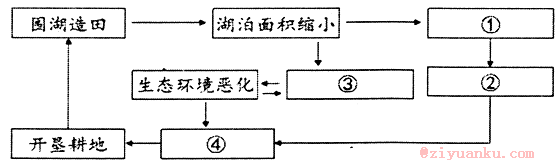 围湖造田 湖泊面积缩小 ①
②
生态环境恶化 ③
开垦耕地 ④
@ziyuanku.com